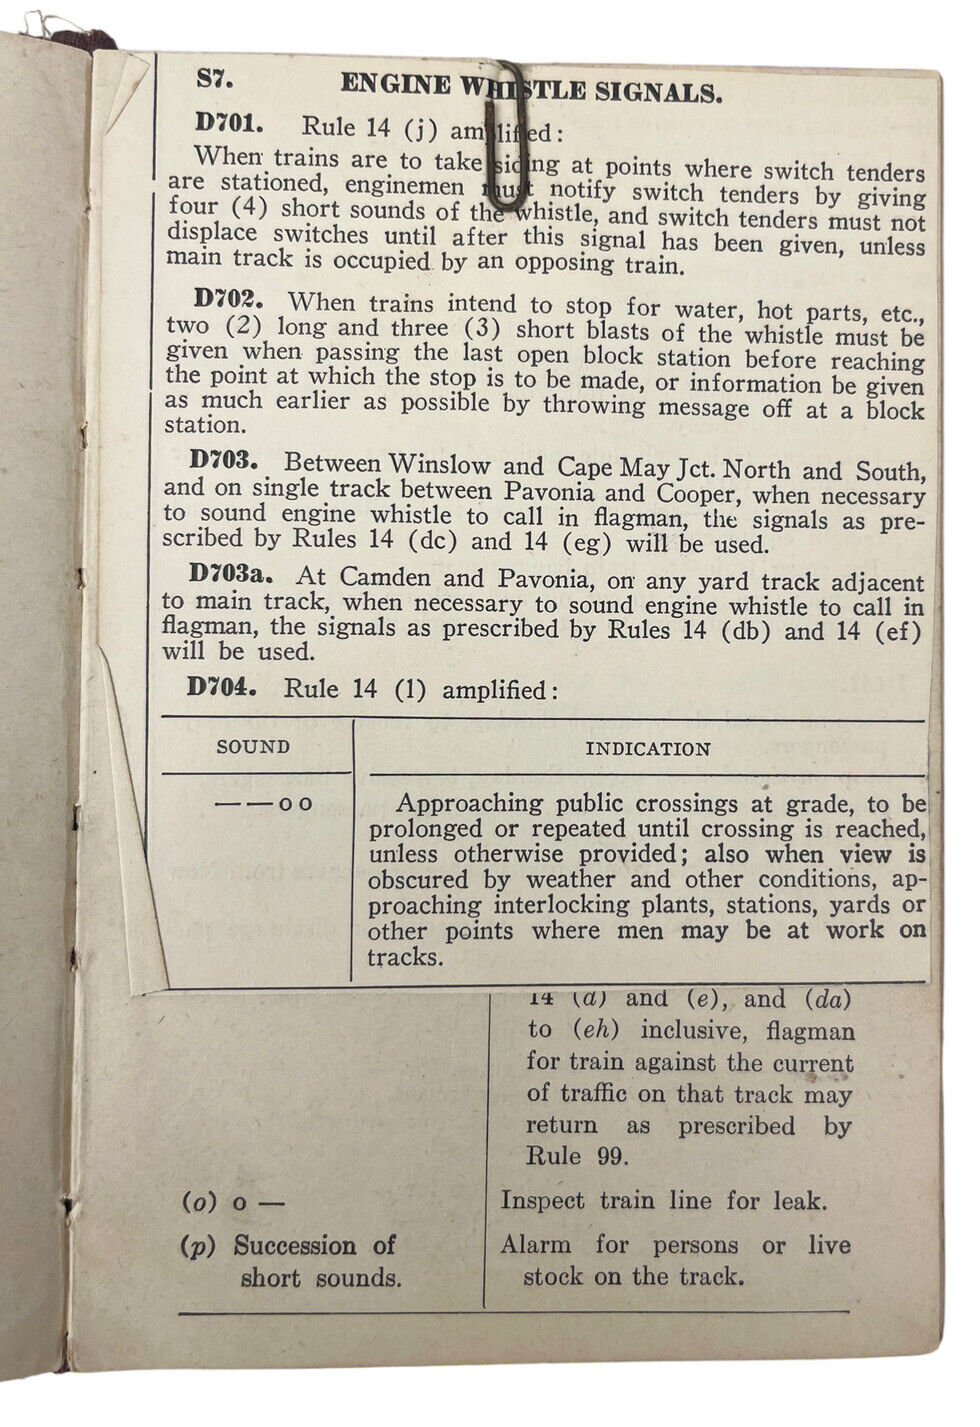 S7. ENGINE WHISTLE SIGNALS.
D701. Rule 14 (j) amplified:
When trains are to take siding at points where switch tenders
are stationed, enginemen must notify switch tenders by giving
four (4) short sounds of the whistle, and switch tenders must not
displace switches until after this signal has been given, unless
main track is occupied by an opposing train.
D702. When trains intend to stop for water, hot parts, etc.,
two (2) long and three (3) short blasts of the whistle must be
given when passing the last open block station before reaching
the point at which the stop is to be made, or information be given
as much earlier as possible by throwing message off at a block
station.
D703. Between Winslow and Cape May Jct. North and South,
and on single track between Pavonia and Cooper, when necessary
to sound engine whistle to call in flagman, the signals as pre-
scribed by Rules 14 (dc) and 14 (eg) will be used.
D703a. At Camden and Pavonia, on any yard track adjacent
to main track, when necessary to sound engine whistle to call in
flagman, the signals as prescribed by Rules 14 (db) and 14 (ef)
will be used.
D704. Rule 14 (l) amplified:
SOUND INDICATION
— — o o Approaching public crossings at grade, to be
prolonged or repeated until crossing is reached,
unless otherwise provided; also when view is
obscured by weather and other conditions, ap-
proaching interlocking plants, stations, yards or
other points where men may be at work on
tracks.
14 (d) and (e), and (da)
to (eh) inclusive, flagman
for train against the current
of traffic on that track may
return as prescribed by
Rule 99.
(o) o — Inspect train line for leak.
(p) Succession of Alarm for persons or live
short sounds. stock on the track.